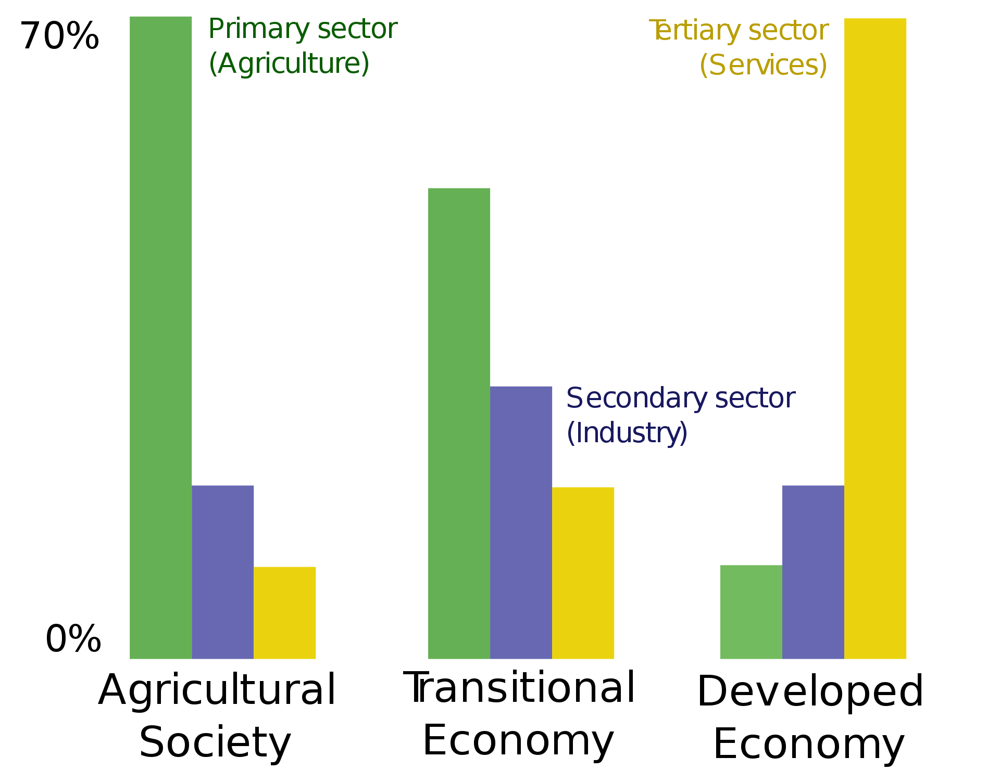 70%
Primary sector
(Agriculture)
Tertiary sector
(Services)
Secondary sector
(Industry)
0%
Agricultural
Society
Transitional
Economy
Developed
Economy